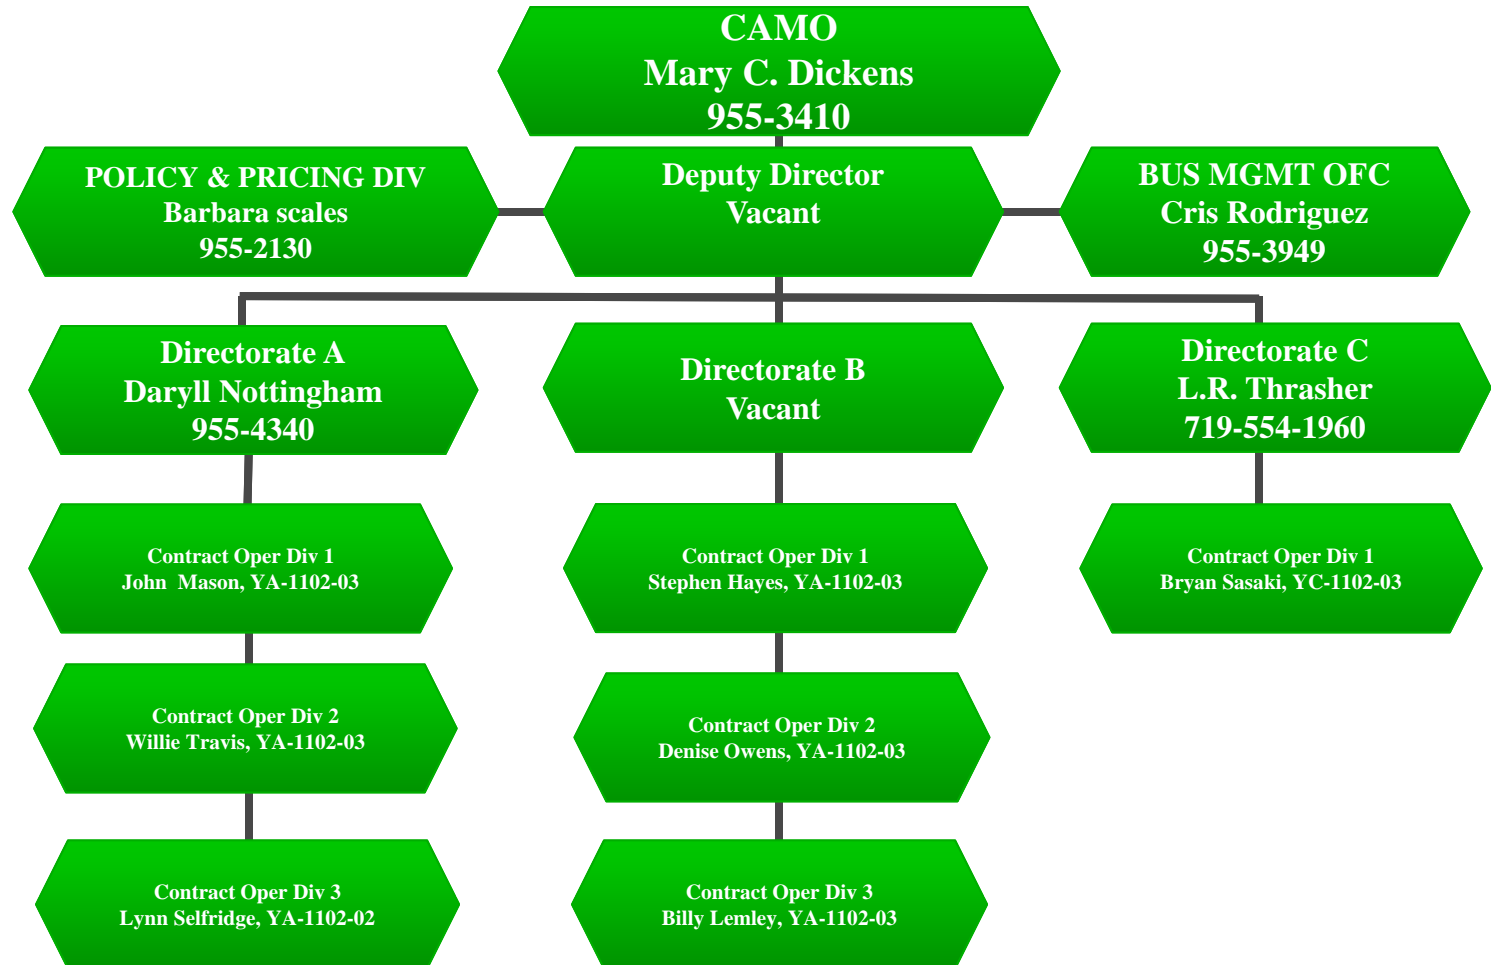 CAMO
Mary C. Dickens
955-3410
POLICY & PRICING DIV
Barbara scales
955-2130
Deputy Director
Vacant
BUS MGMT OFC
Cris Rodriguez
955-3949
Directorate A
Daryll Nottingham
955-4340
Directorate B
Vacant
Directorate C
L.R. Thrasher
719-554-1960
Contract Oper Div 1
John Mason, YA-1102-03
Contract Oper Div 1
Stephen Hayes, YA-1102-03
Contract Oper Div 1
Bryan Sasaki, YC-1102-03
Contract Oper Div 2
Willie Travis, YA-1102-03
Contract Oper Div 2
Denise Owens, YA-1102-03
Contract Oper Div 3
Lynn Selfridge, YA-1102-02
Contract Oper Div 3
Billy Lemley, YA-1102-03